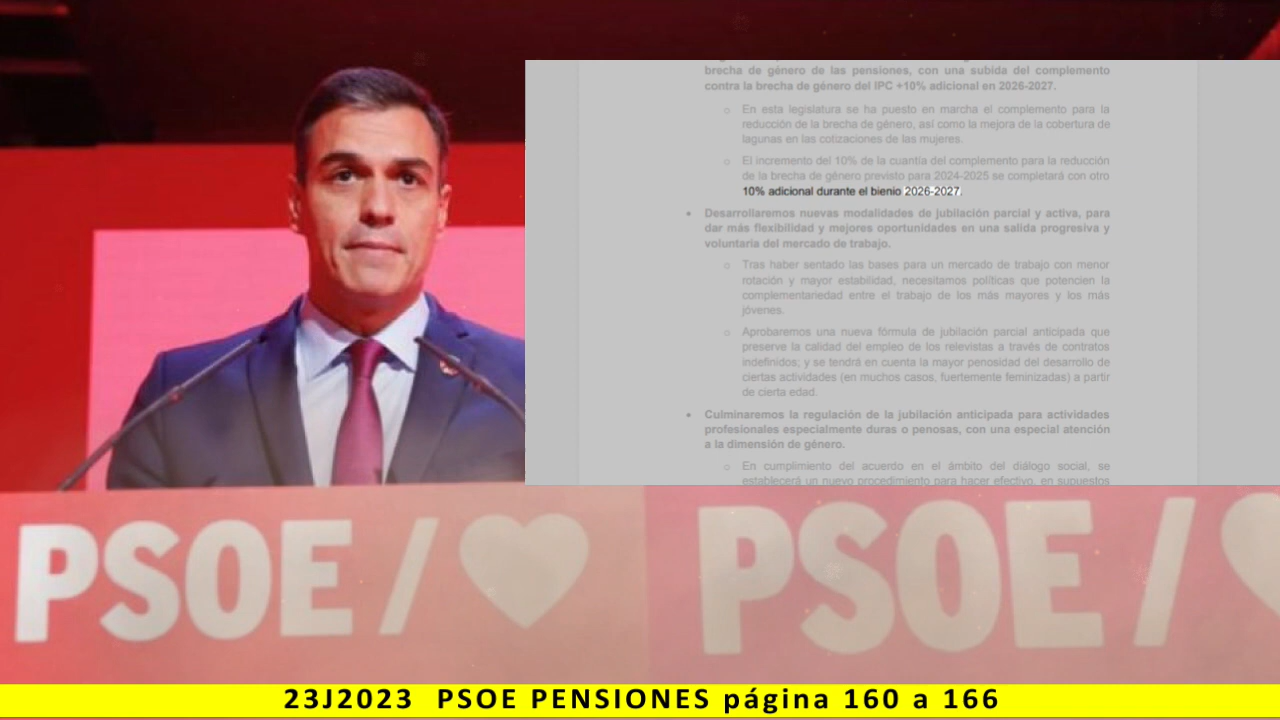 brecha de género de las pensiones, con una subida del complemento
contra la brecha de género del IPC +10% adicional en 2026-2027.
o En esta legislatura se ha puesto en marcha el complemento para la
reducción de la brecha de género, así como la mejora de la cobertura de
lagunas en las cotizaciones de las mujeres.
o El incremento del 10% de la cuantía del complemento para la reducción
de la brecha de género previsto para 2024-2025 se completará con otro
10% adicional durante el bienio 2026-2027.
• Desarrollaremos nuevas modalidades de jubilación parcial y activa, para
dar más flexibilidad y mejores oportunidades en una salida progresiva y
voluntaria del mercado de trabajo.
o Tras haber sentado las bases para un mercado de trabajo con menor
rotación y mayor estabilidad, necesitamos políticas que potencien la
complementariedad entre el trabajo de los más mayores y los más
jóvenes.
o Aprobaremos una nueva fórmula de jubilación parcial anticipada que
preserve la calidad del empleo de los relevistas a través de contratos
indefinidos; y se tendrá en cuenta la mayor penosidad del desarrollo de
ciertas actividades (en muchos casos, fuertemente feminizadas) a partir
de cierta edad.
• Culminaremos la regulación de la jubilación anticipada para actividades
profesionales especialmente duras o penosas, con una especial atención
a la dimensión de género.
o En cumplimiento del acuerdo en el ámbito del diálogo social, se
establecerá un nuevo procedimiento para hacer efectivo, en supuestos
PSOE / PSOE /
23J2023 PSOE PENSIONES página 160 a 166